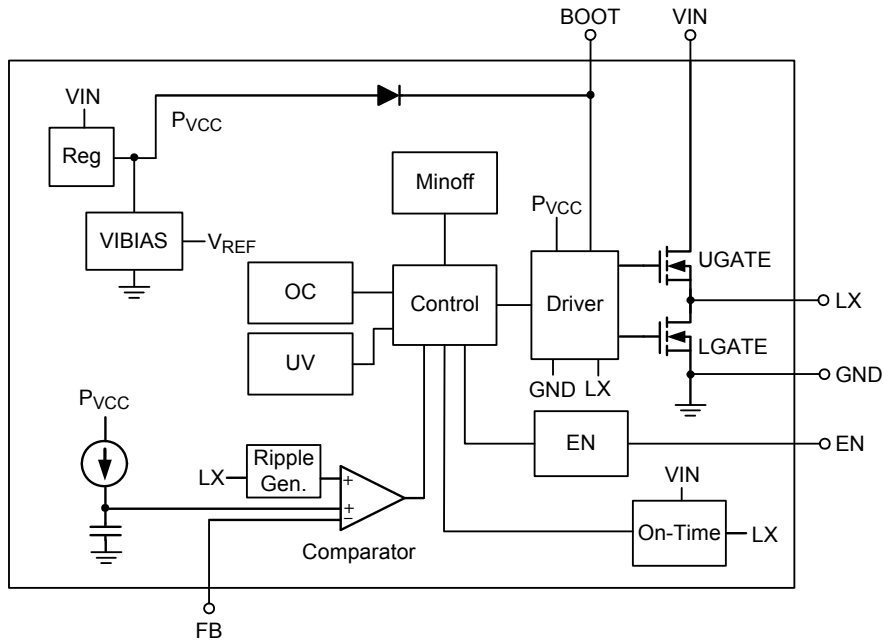 BOOT
VIN
VIN
PVCC
Reg
Minoff
PVCC
VIBIAS
VREF
UGATE
OC
Control
Driver
LX
UV
LGATE
GND
LX
GND
PVCC
EN
EN
LX
Ripple
Gen.
+
+
−
VIN
On-Time
LX
Comparator
FB